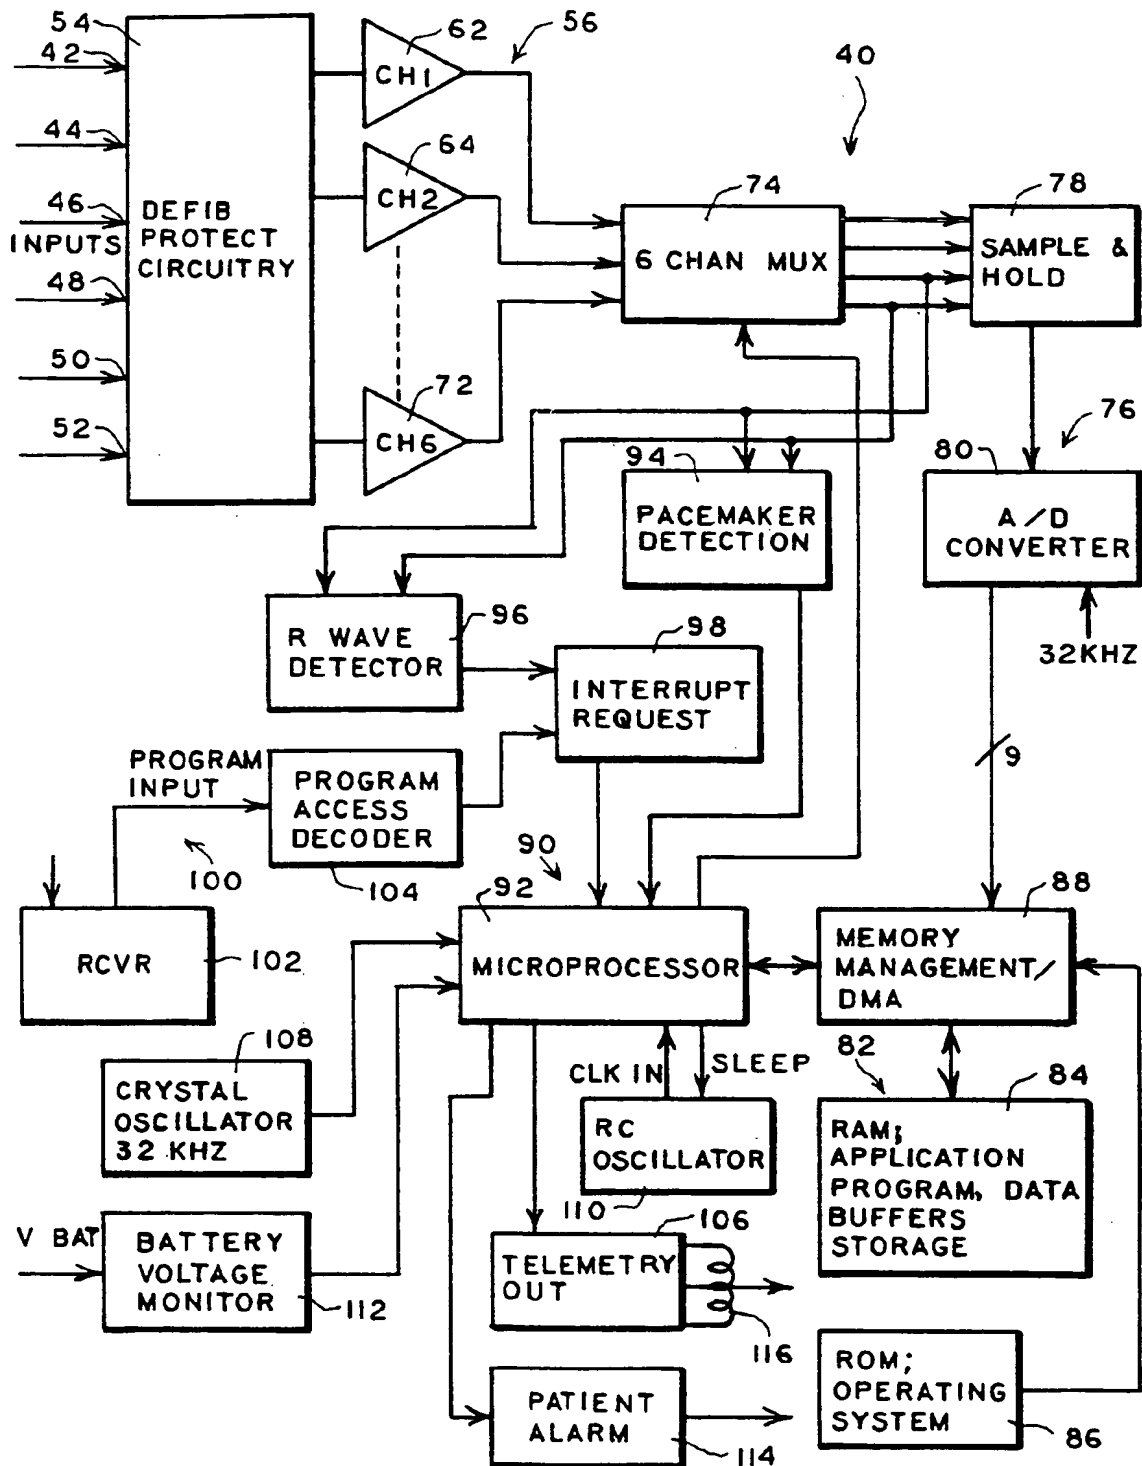 54
62
56
42
CH1
40
44
64
74
78
46
DEFIB
CH2
INPUTS
PROTECT
CIRCUITRY
6 CHAN MUX
SAMPLE &
HOLD
48
50
72
76
52
CH6
94
80
PACEMAKER
DETECTION
A/D
CONVERTER
96
98
R WAVE
DETECTOR
32KHZ
INTERRUPT
REQUEST
9
PROGRAM
INPUT
PROGRAM
ACCESS
DECODER
100
104
90
92
88
RCVR
102
MICROPROCESSOR
MEMORY
MANAGEMENT/
DMA
108
CLK IN
SLEEP
82
84
CRYSTAL
OSCILLATOR
32 KHZ
RC
OSCILLATOR
RAM;
APPLICATION
PROGRAM, DATA
BUFFERS
STORAGE
110
106
V BAT
BATTERY
VOLTAGE
MONITOR
112
TELEMETRY
OUT
116
ROM;
OPERATING
SYSTEM
86
PATIENT
ALARM
114